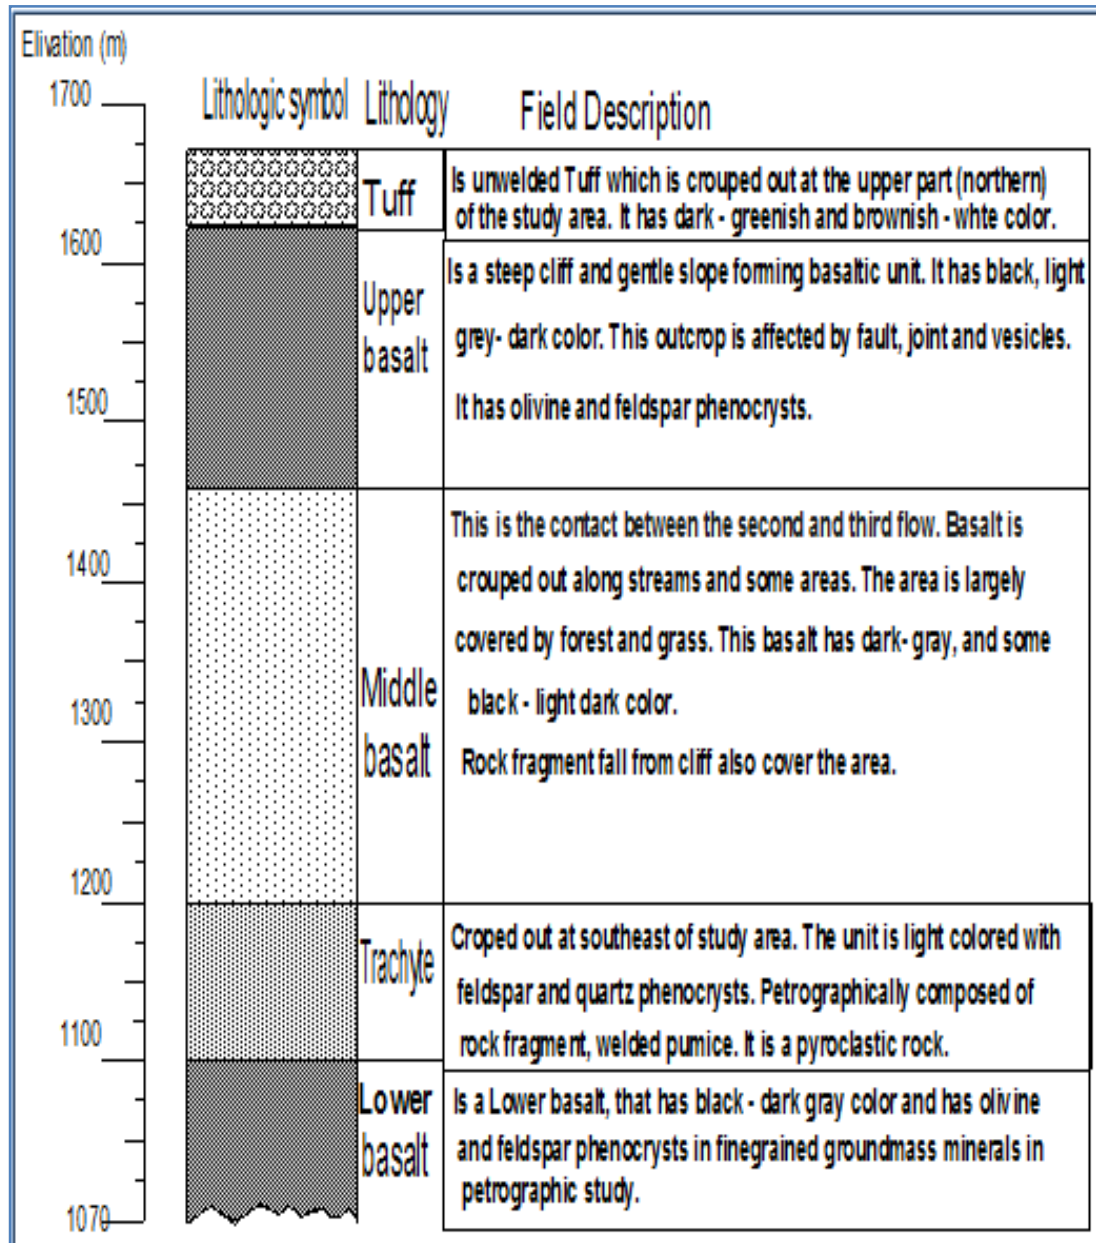 Elivation (m)
1700
1600
1500
1400
1300
1200
1100
1070
Lithologic symbol Lithology Field Description
Tuff
Is unwelded Tuff which is crouped out at the upper part (northern)
of the study area. It has dark - greenish and brownish - whte color.
Upper
basalt
Is a steep cliff and gentle slope forming basaltic unit. It has black, light
grey- dark color. This outcrop is affected by fault, joint and vesicles.
It has olivine and feldspar phenocrysts.
Middle
basalt
This is the contact between the second and third flow. Basalt is
crouped out along streams and some areas. The area is largely
covered by forest and grass. This basalt has dark- gray, and some
black - light dark color.
Rock fragment fall from cliff also cover the area.
Trachyte
Croped out at southeast of study area. The unit is light colored with
feldspar and quartz phenocrysts. Petrographically composed of
rock fragment, welded pumice. It is a pyroclastic rock.
Lower
basalt
Is a Lower basalt, that has black - dark gray color and has olivine
and feldspar phenocrysts in finegrained groundmass minerals in
petrographic study.